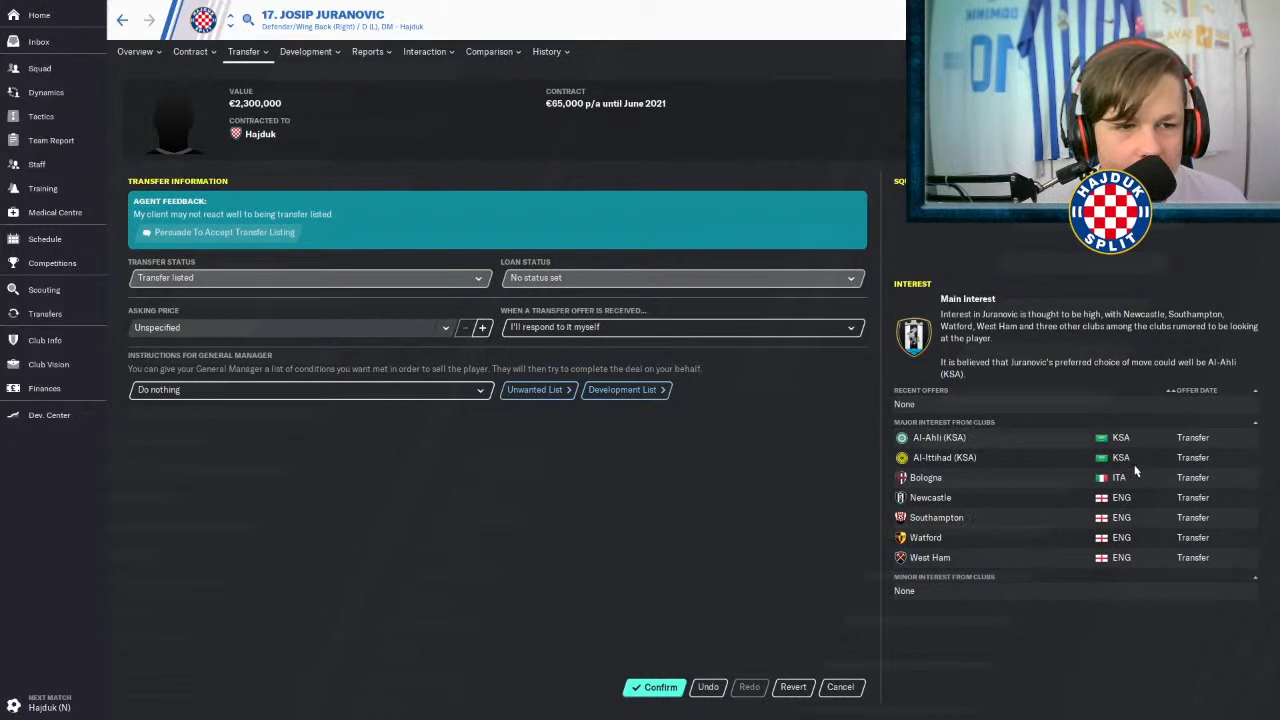 Home
Inbox
Squad
Dynamics
Tactics
Team Report
Staff
Training
Medical Centre
Schedule
Competitions
Scouting
Transfers
Club Info
Club Vision
Finances
Dev. Center
NEXT MATCH
Hajduk (N)
17. JOSIP JURANOVIC
Defender/Wing Back (Right) / D (L), DM - Hajduk
Overview
Contract
Transfer
Development
Reports
Interaction
Comparison
History
VALUE
€2,300,000
CONTRACTED TO
Hajduk
CONTRACT
€65,000 p/a until June 2021
TRANSFER INFORMATION
AGENT FEEDBACK:
My client may not react well to being transfer listed
Persuade To Accept Transfer Listing
TRANSFER STATUS
Transfer listed
LOAN STATUS
No status set
ASKING PRICE
Unspecified
WHEN A TRANSFER OFFER IS RECEIVED...
I'll respond to it myself
INSTRUCTIONS FOR GENERAL MANAGER
You can give your General Manager a list of conditions you want met in order to sell the player. They will then try to complete the deal on your behalf.
Do nothing
Unwanted List
Development List
Confirm
Undo
Redo
Revert
Cancel
DOMINIK
10
HAJDUK
SPLIT
INTEREST
Main Interest
Interest in Juranovic is thought to be high, with Newcastle, Southampton,
Watford, West Ham and three other clubs among the clubs rumored to be looking
at the player.
It is believed that Juranovic's preferred choice of move could well be Al-Ahli
(KSA).
RECENT OFFERS
OFFER DATE
None
MAJOR INTEREST FROM CLUBS
Al-Ahli (KSA) KSA Transfer
Al-Ittihad (KSA) KSA Transfer
Bologna ITA Transfer
Newcastle ENG Transfer
Southampton ENG Transfer
Watford ENG Transfer
West Ham ENG Transfer
MINOR INTEREST FROM CLUBS
None